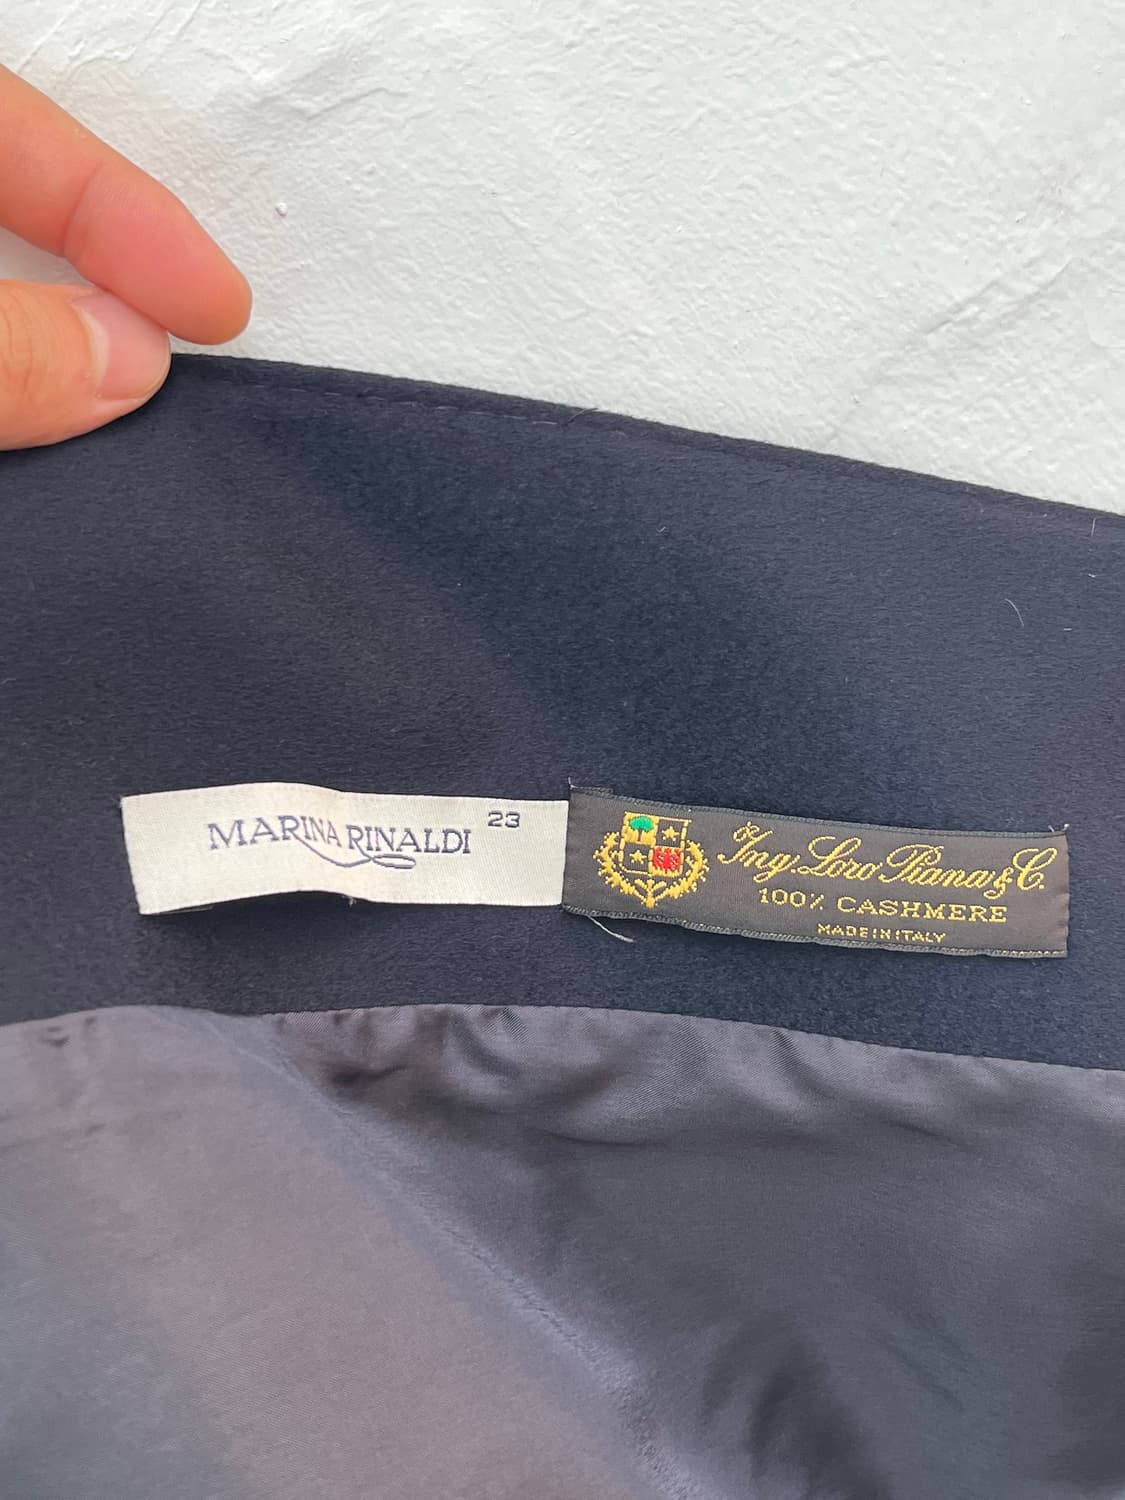 MARINA RINALDI 23
Ing. Loro Piana & C.
100% CASHMERE
MADE IN ITALY